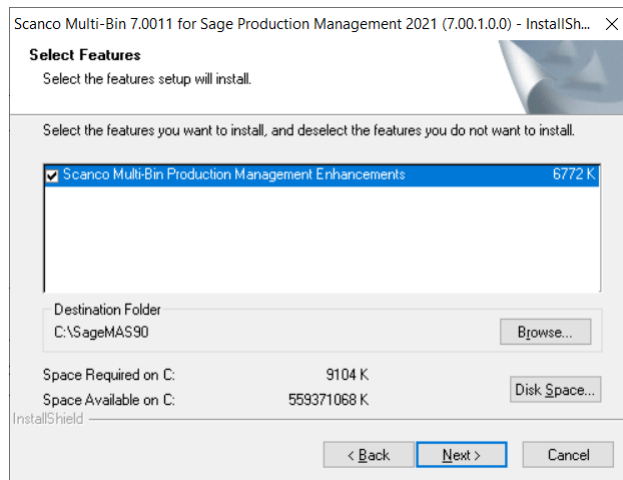 Scanco Multi-Bin 7.0011 for Sage Production Management 2021 (7.00.1.0.0) - InstallSh...
Select Features
Select the features setup will install.
Select the features you want to install, and deselect the features you do not want to install.
Scanco Multi-Bin Production Management Enhancements 6772 K
Destination Folder
C:\SageMAS90 Browse...
Space Required on C: 9104 K
Space Available on C: 559371068 K
Disk Space...
InstallShield
< Back Next > Cancel